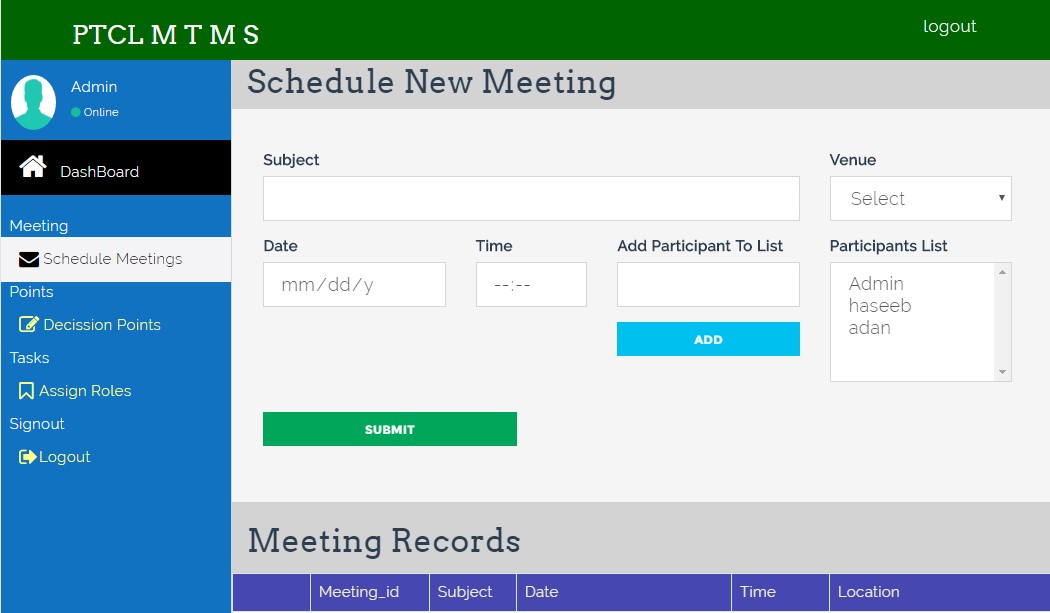 PTCL M T M S
logout
Admin
Online
DashBoard
Meeting
Schedule Meetings
Points
Decission Points
Tasks
Assign Roles
Signout
Logout
Schedule New Meeting
Subject
Venue
Select
Date
Time
Add Participant To List
Participants List
mm/dd/y
--:--
Admin
haseeb
adan
ADD
SUBMIT
Meeting Records
Meeting_id Subject Date Time Location